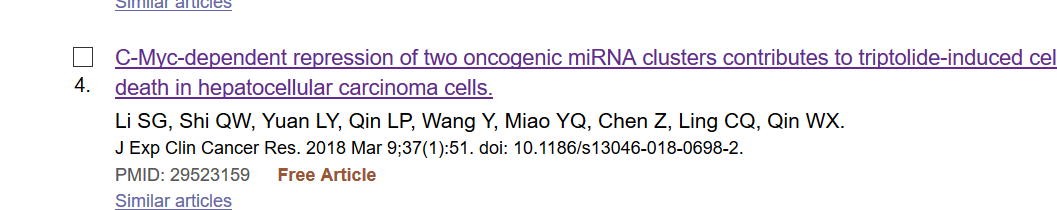 Similar articles
C-Myc-dependent repression of two oncogenic miRNA clusters contributes to triptolide-induced cel
4. death in hepatocellular carcinoma cells.
Li SG, Shi QW, Yuan LY, Qin LP, Wang Y, Miao YQ, Chen Z, Ling CQ, Qin WX.
J Exp Clin Cancer Res. 2018 Mar 9;37(1):51. doi: 10.1186/s13046-018-0698-2.
PMID: 29523159 Free Article
Similar articles